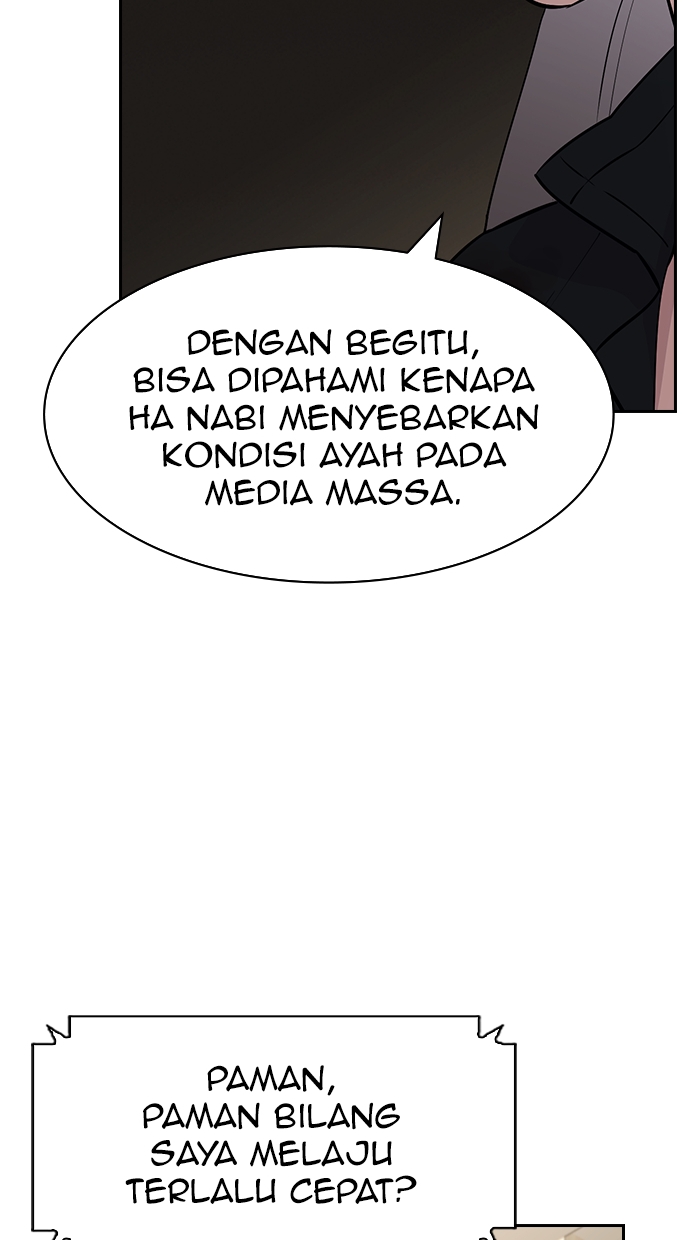 DENGAN BEGITU,
BISA DIPAHAMI KENAPA
HA NABI MENYEBARKAN
KONDISI AYAH PADA
MEDIA MASSA.
PAMAN,
PAMAN BILANG
SAYA MELAJU
TERLALU CEPAT?